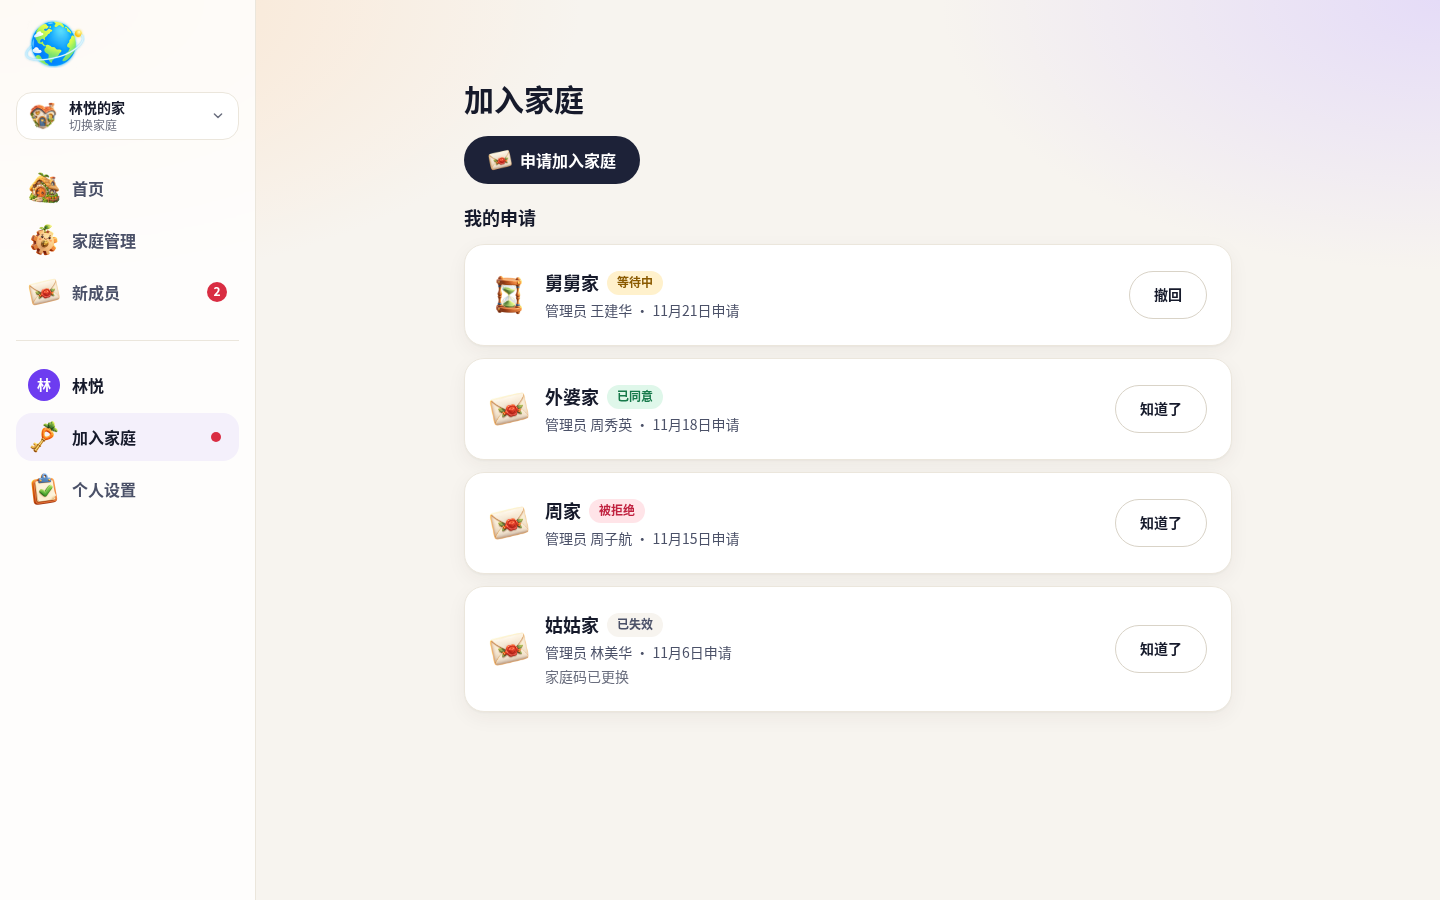 林悦的家
切换家庭
首页
家庭管理
新成员 2
林 林悦
加入家庭
个人设置
加入家庭
申请加入家庭
我的申请
舅舅家 等待中
管理员 王建华 · 11月21日申请
撤回
外婆家 已同意
管理员 周秀英 · 11月18日申请
知道了
周家 被拒绝
管理员 周子航 · 11月15日申请
知道了
姑姑家 已失效
管理员 林美华 · 11月6日申请
家庭码已更换
知道了